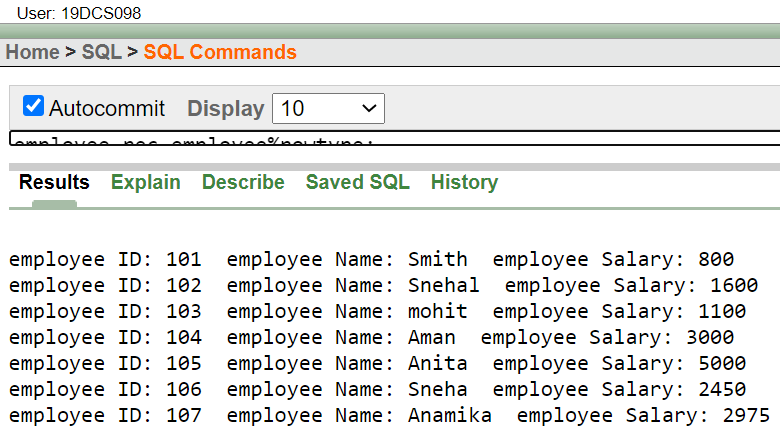 User: 19DCS098
Home > SQL > SQL Commands
Autocommit Display 10
employee_rec employee%rowtype;
Results Explain Describe Saved SQL History
employee ID: 101 employee Name: Smith employee Salary: 800
employee ID: 102 employee Name: Snehal employee Salary: 1600
employee ID: 103 employee Name: mohit employee Salary: 1100
employee ID: 104 employee Name: Aman employee Salary: 3000
employee ID: 105 employee Name: Anita employee Salary: 5000
employee ID: 106 employee Name: Sneha employee Salary: 2450
employee ID: 107 employee Name: Anamika employee Salary: 2975